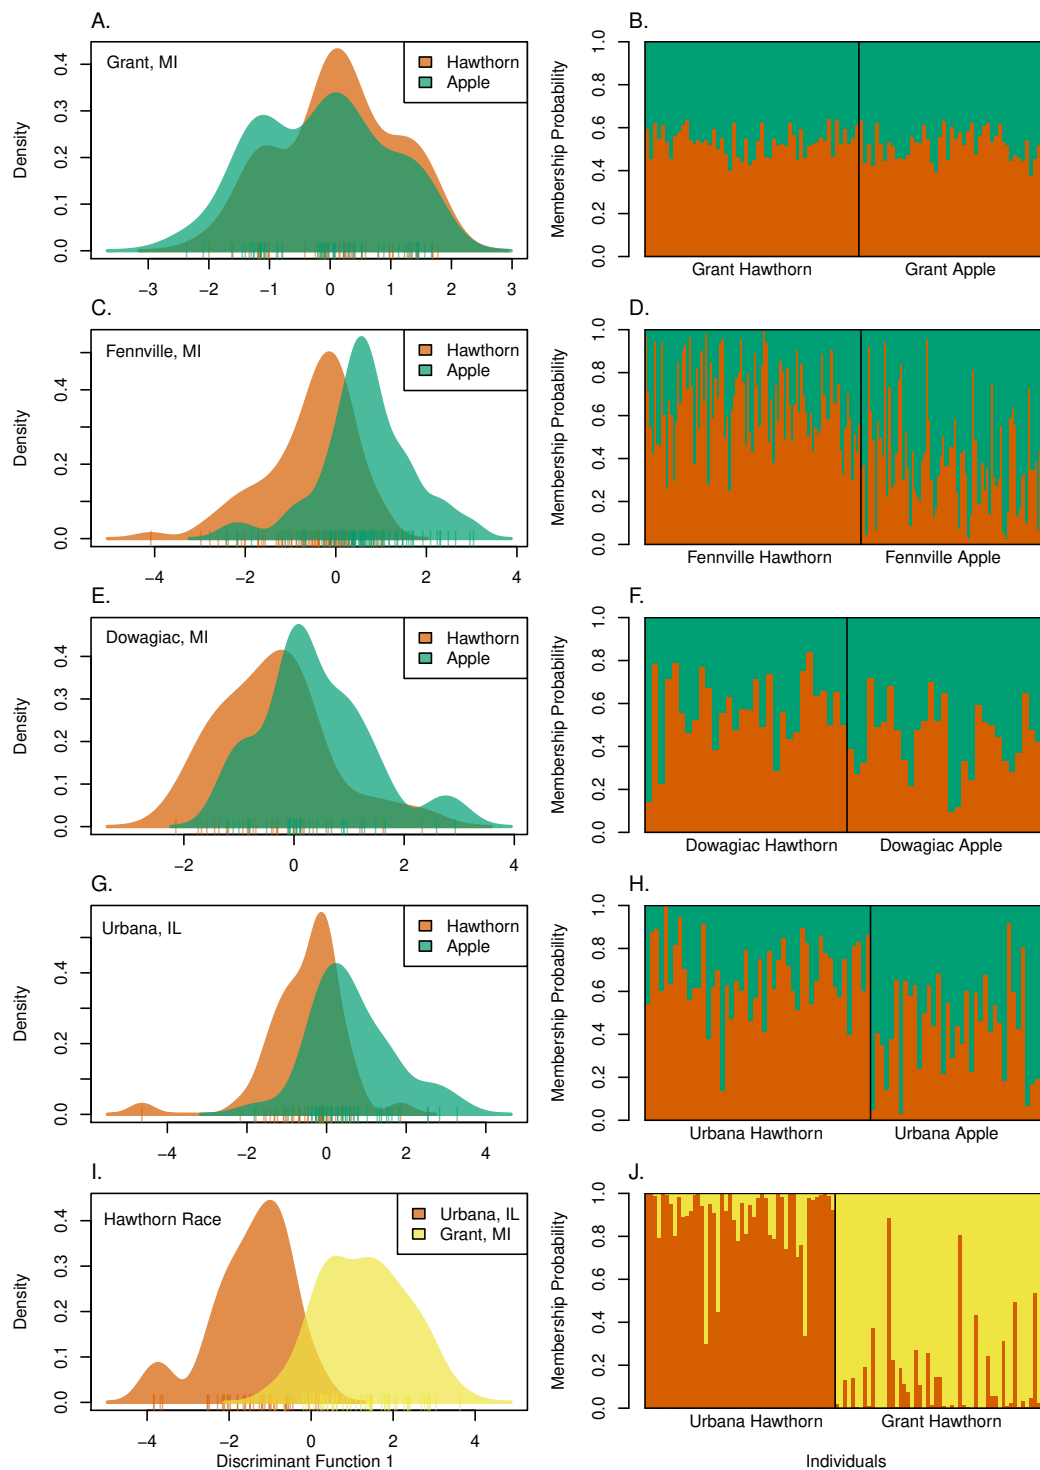 A.
Grant, MI
Hawthorn
Apple
Density
0.0 0.1 0.2 0.3 0.4
−3 −2 −1 0 1 2 3
B.
Membership Probability
0.0 0.2 0.4 0.6 0.8 1.0
Grant Hawthorn Grant Apple
C.
Fennville, MI
Hawthorn
Apple
Density
0.0 0.2 0.4
−4 −2 0 2 4
D.
Membership Probability
0.0 0.2 0.4 0.6 0.8 1.0
Fennville Hawthorn Fennville Apple
E.
Dowagiac, MI
Hawthorn
Apple
Density
0.0 0.1 0.2 0.3 0.4
−2 0 2 4
F.
Membership Probability
0.0 0.2 0.4 0.6 0.8 1.0
Dowagiac Hawthorn Dowagiac Apple
G.
Urbana, IL
Hawthorn
Apple
Density
0.0 0.2 0.4
−4 −2 0 2 4
H.
Membership Probability
0.0 0.2 0.4 0.6 0.8 1.0
Urbana Hawthorn Urbana Apple
I.
Hawthorn Race
Urbana, IL
Grant, MI
Density
0.0 0.1 0.2 0.3 0.4
−4 −2 0 2 4
Discriminant Function 1
J.
Membership Probability
0.0 0.2 0.4 0.6 0.8 1.0
Urbana Hawthorn Grant Hawthorn
Individuals